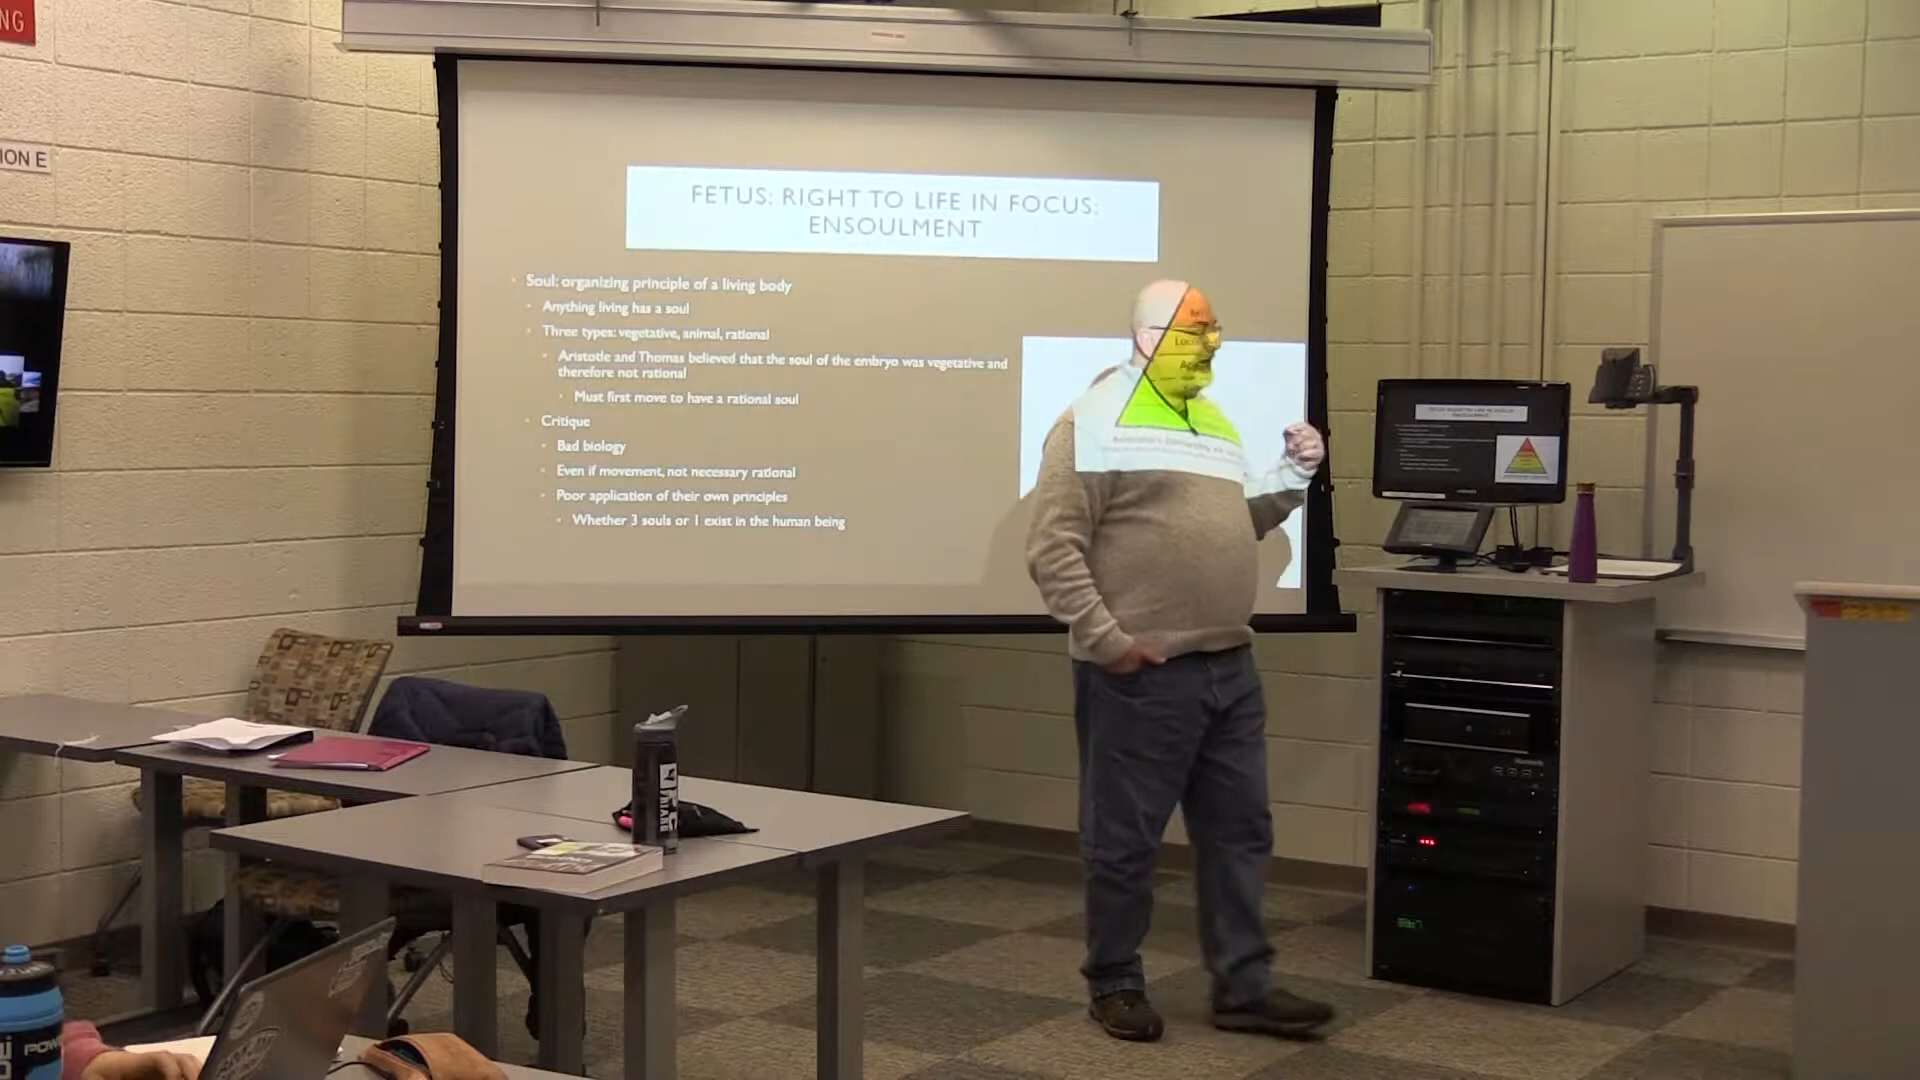 NG
ION E
FETUS: RIGHT TO LIFE IN FOCUS:
ENSOULMENT
Soul: organizing principle of a living body
Anything living has a soul
Three types: vegetative, animal, rational
Aristotle and Thomas believed that the soul of the embryo was vegetative and
therefore not rational
Must first move to have a rational soul
Critique
Bad biology
Even if movement, not necessary rational
Poor application of their own principles
Whether 3 souls or 1 exist in the human being